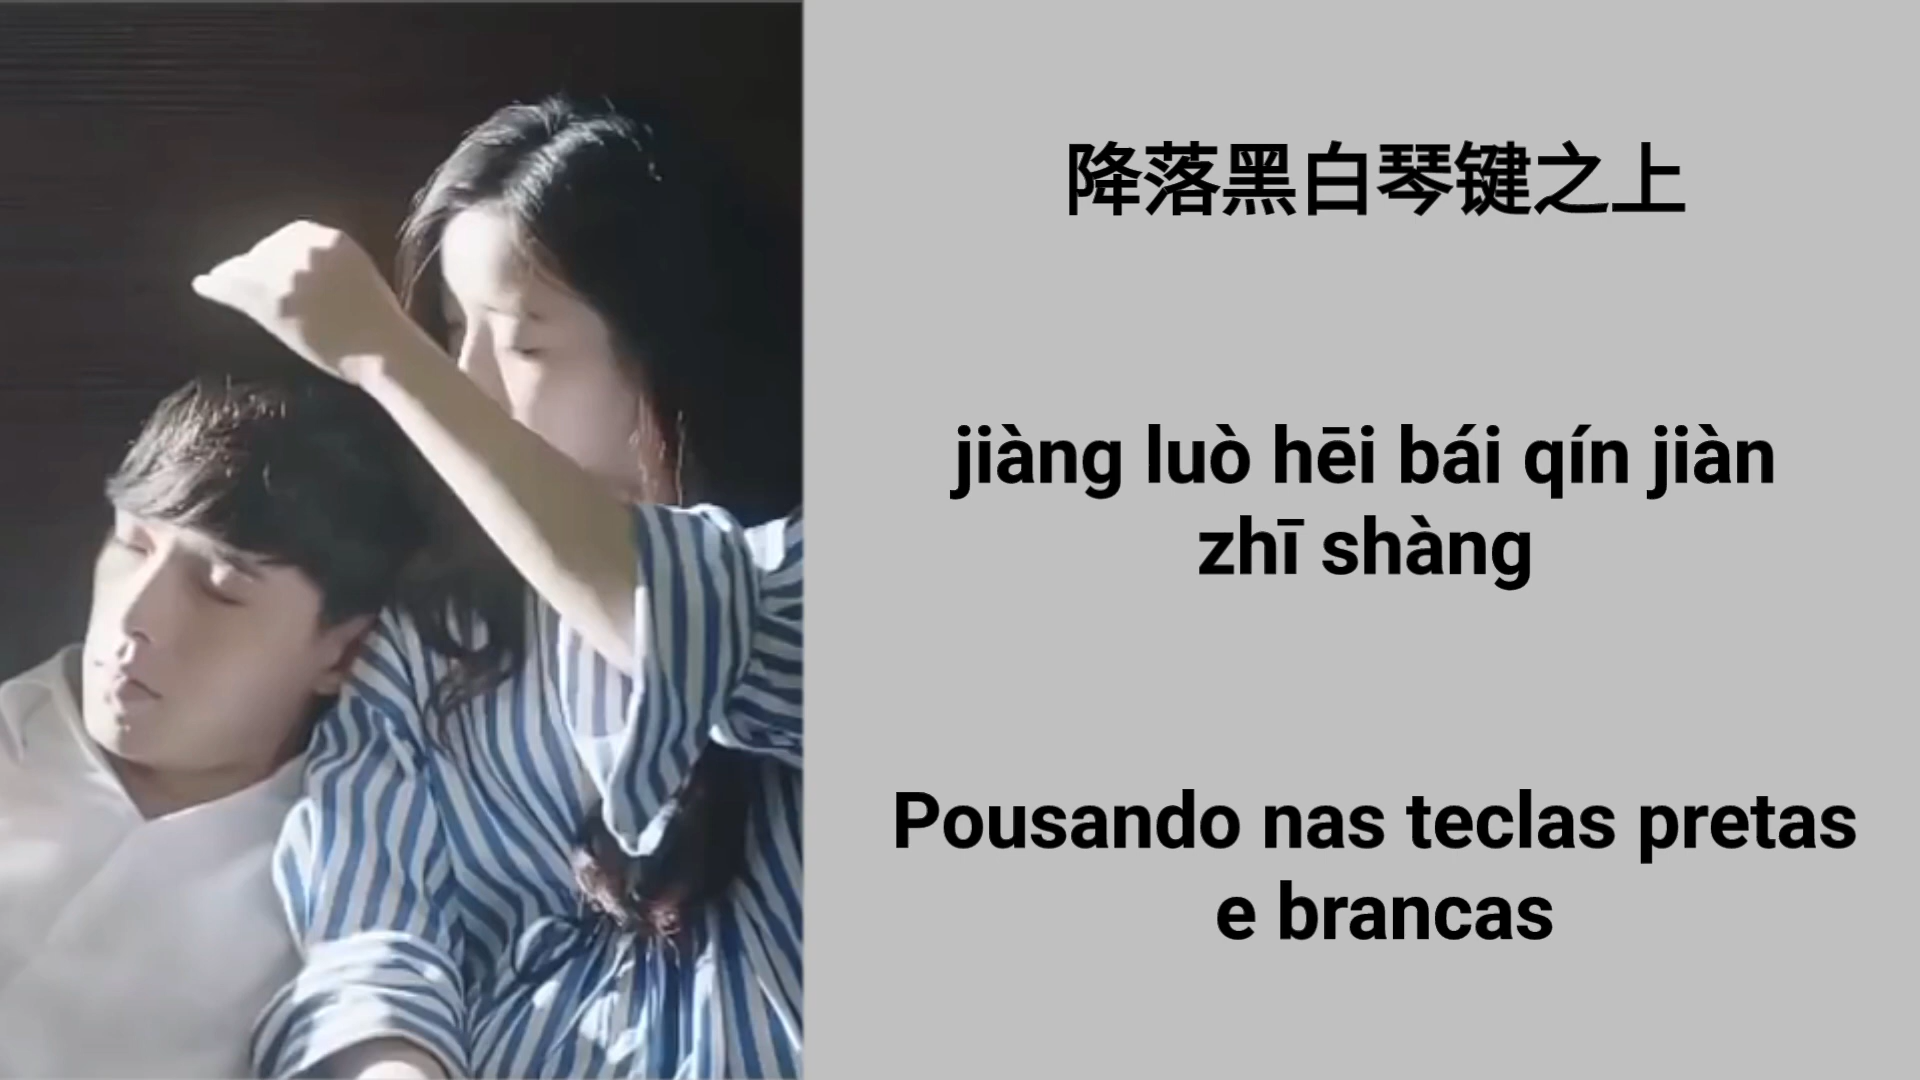 降落黑白琴键之上
jiàng luò hēi bái qín jiàn
zhī shàng
Pousando nas teclas pretas
e brancas